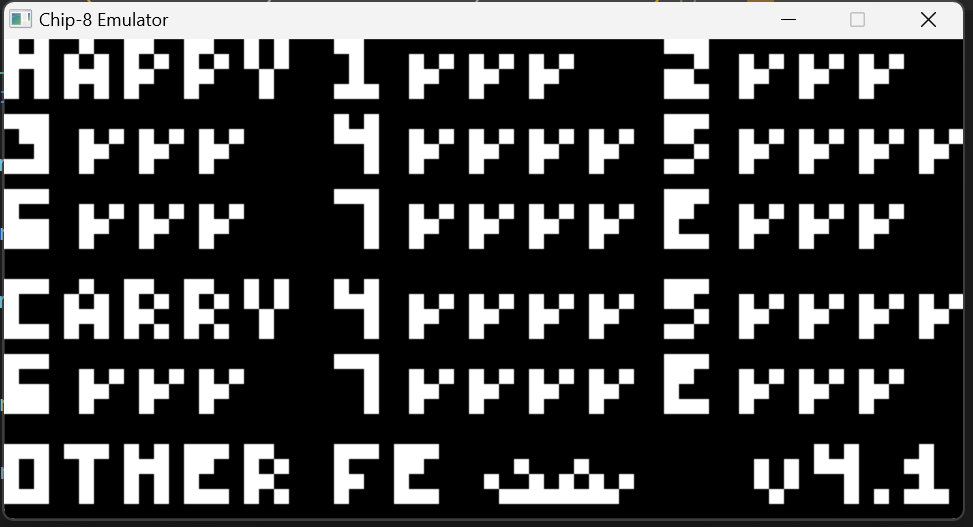 Chip-8 Emulator
HAPPY 1 2
3 4 5
6 7 E
CARRY 4 5
6 7 E
OTHER FE v4.1